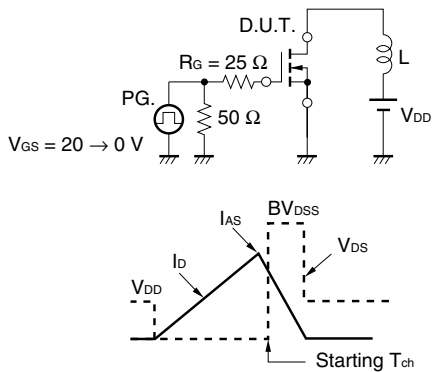 D.U.T.
RG = 25 Ω
L
PG.
50 Ω
VDD
VGS = 20 → 0 V
BVDSS
IAS
VDS
ID
VDD
Starting Tch